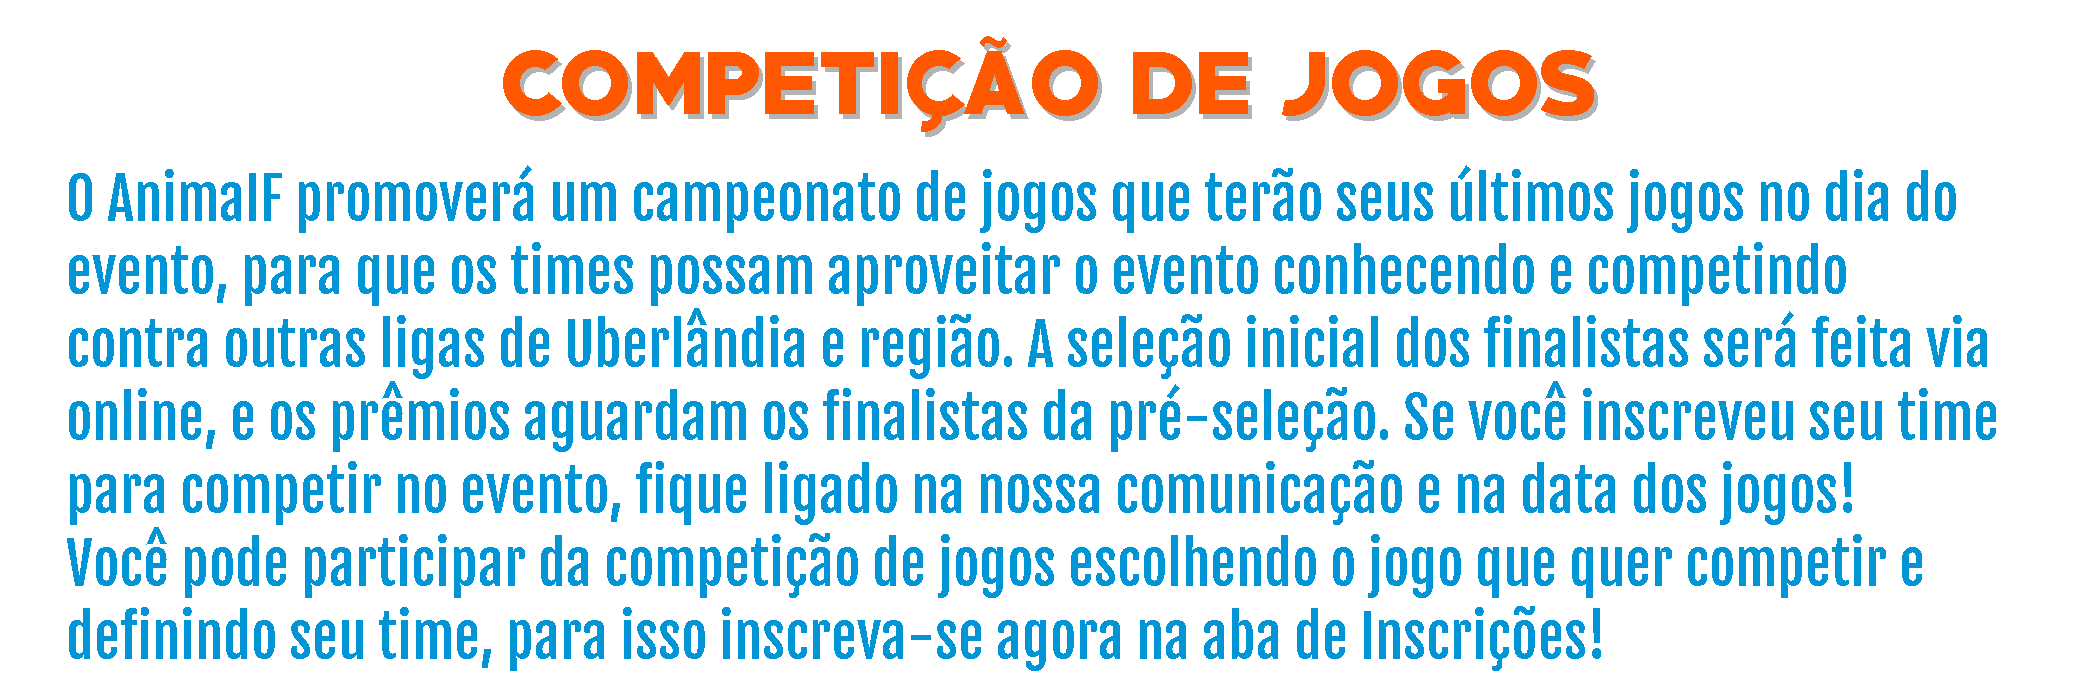 COMPETIÇÃO DE JOGOS
O AnimaIF promoverá um campeonato de jogos que terão seus últimos jogos no dia do
evento, para que os times possam aproveitar o evento conhecendo e competindo
contra outras ligas de Uberlândia e região. A seleção inicial dos finalistas será feita via
online, e os prêmios aguardam os finalistas da pré-seleção. Se você inscreveu seu time
para competir no evento, fique ligado na nossa comunicação e na data dos jogos!
Você pode participar da competição de jogos escolhendo o jogo que quer competir e
definindo seu time, para isso inscreva-se agora na aba de Inscrições!